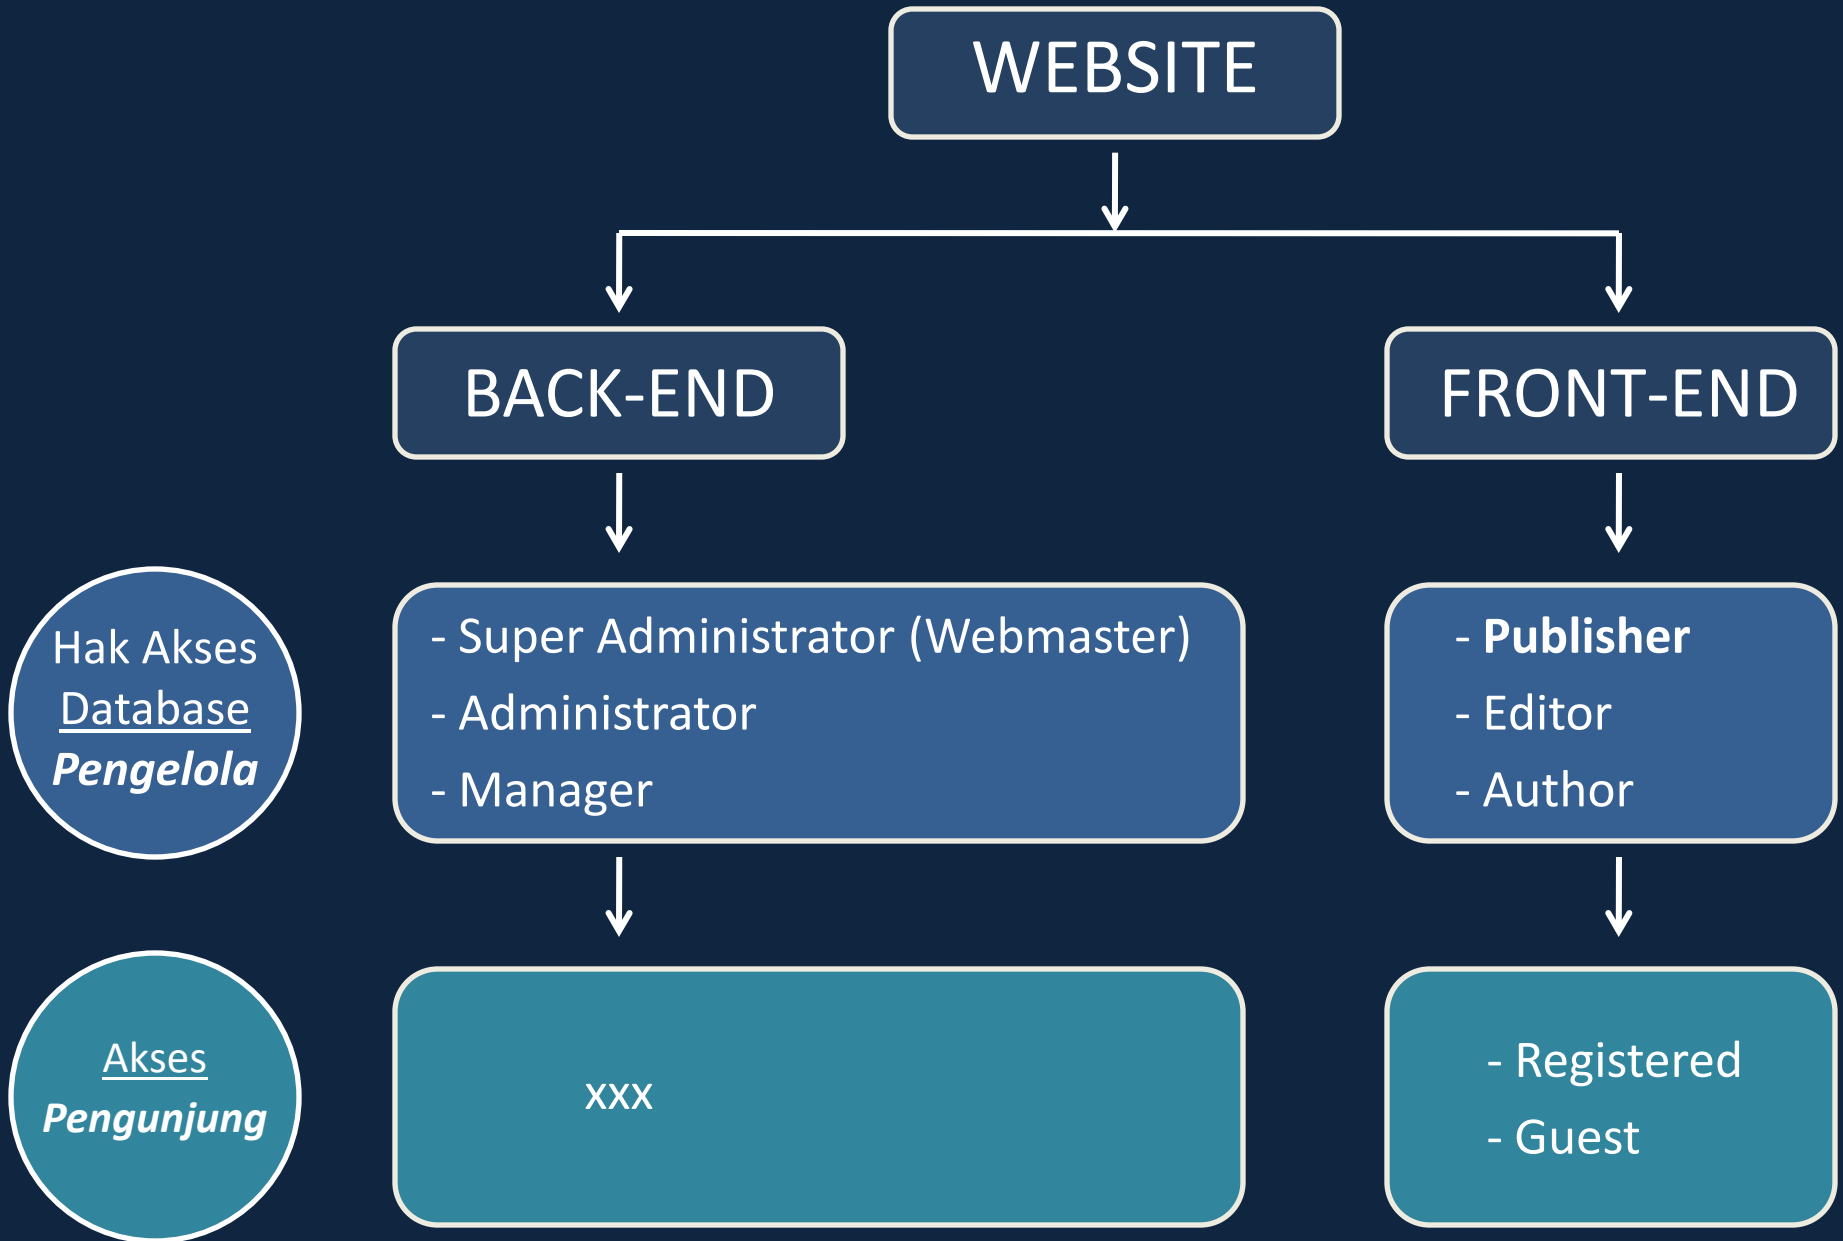 WEBSITE
BACK-END
FRONT-END
Hak Akses
Database
Pengelola
- Super Administrator (Webmaster)
- Administrator
- Manager
- Publisher
- Editor
- Author
Akses
Pengunjung
xxx
- Registered
- Guest